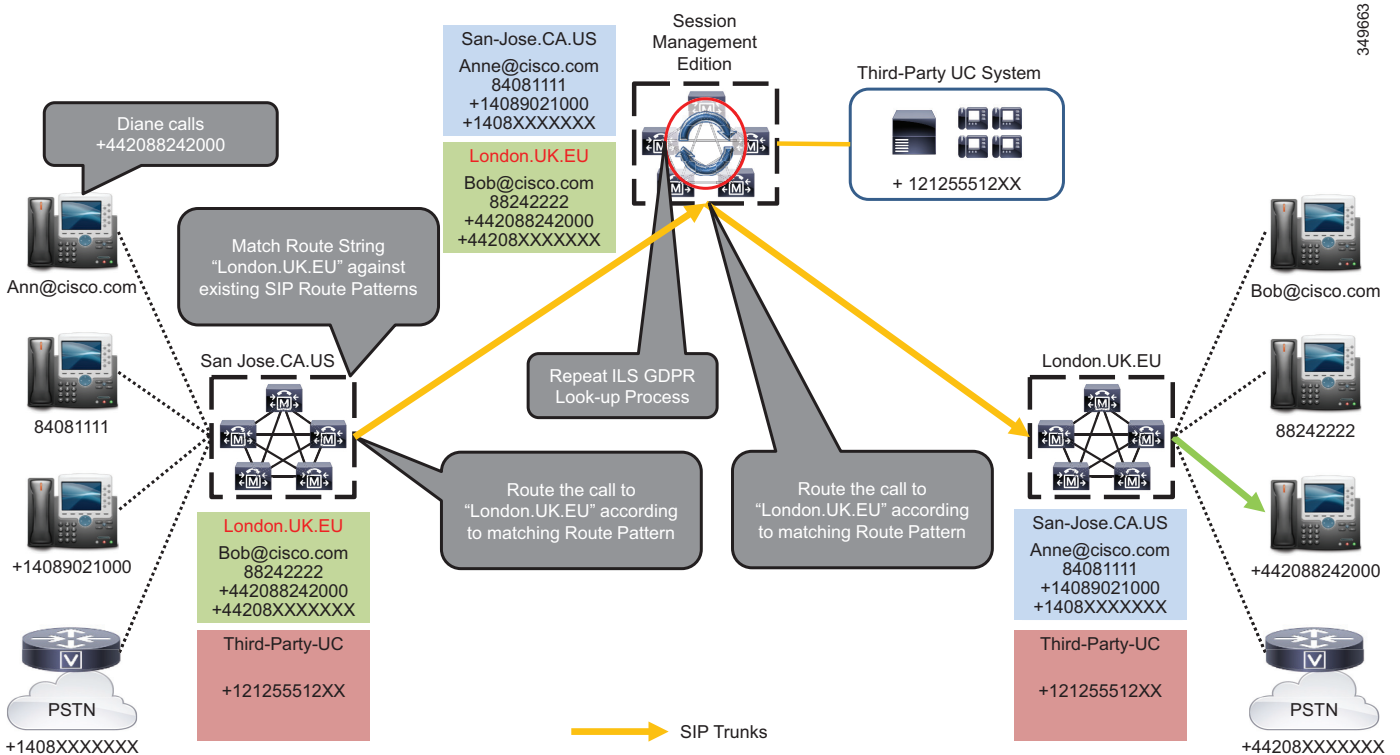 349663
Session
Management
Edition
San-Jose.CA.US
Anne@cisco.com
84081111
+14089021000
+1408XXXXXXX
London.UK.EU
Bob@cisco.com
88242222
+442088242000
+44208XXXXXXX
Third-Party UC System
+ 121255512XX
Diane calls
+442088242000
Ann@cisco.com
84081111
+14089021000
PSTN
+1408XXXXXXX
Match Route String
“London.UK.EU” against
existing SIP Route Patterns
San Jose.CA.US
M
M
M
M
M
London.UK.EU
Bob@cisco.com
88242222
+442088242000
+44208XXXXXXX
Third-Party-UC
+121255512XX
Repeat ILS GDPR
Look-up Process
Route the call to
“London.UK.EU” according
to matching Route Pattern
Route the call to
“London.UK.EU” according
to matching Route Pattern
M
M
M
M
London.UK.EU
M
M
M
M
M
San-Jose.CA.US
Anne@cisco.com
84081111
+14089021000
+1408XXXXXXX
Third-Party-UC
+121255512XX
Bob@cisco.com
88242222
+442088242000
V
PSTN
+44208XXXXXXX
V
SIP Trunks